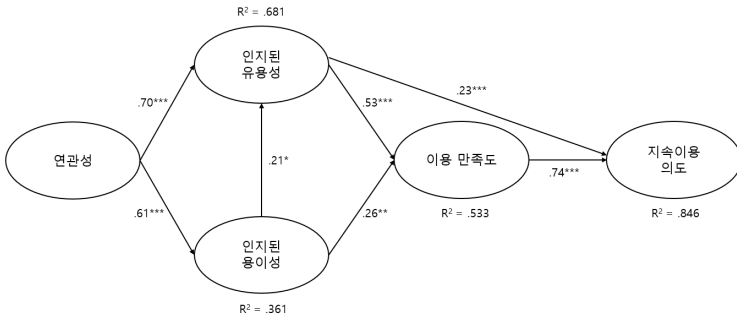 R² = .681
인지된
유용성
.70***
.53***
.23***
연관성
.21*
이용 만족도
지속이용
의도
.74***
.61***
.26**
R² = .533
R² = .846
인지된
용이성
R² = .361